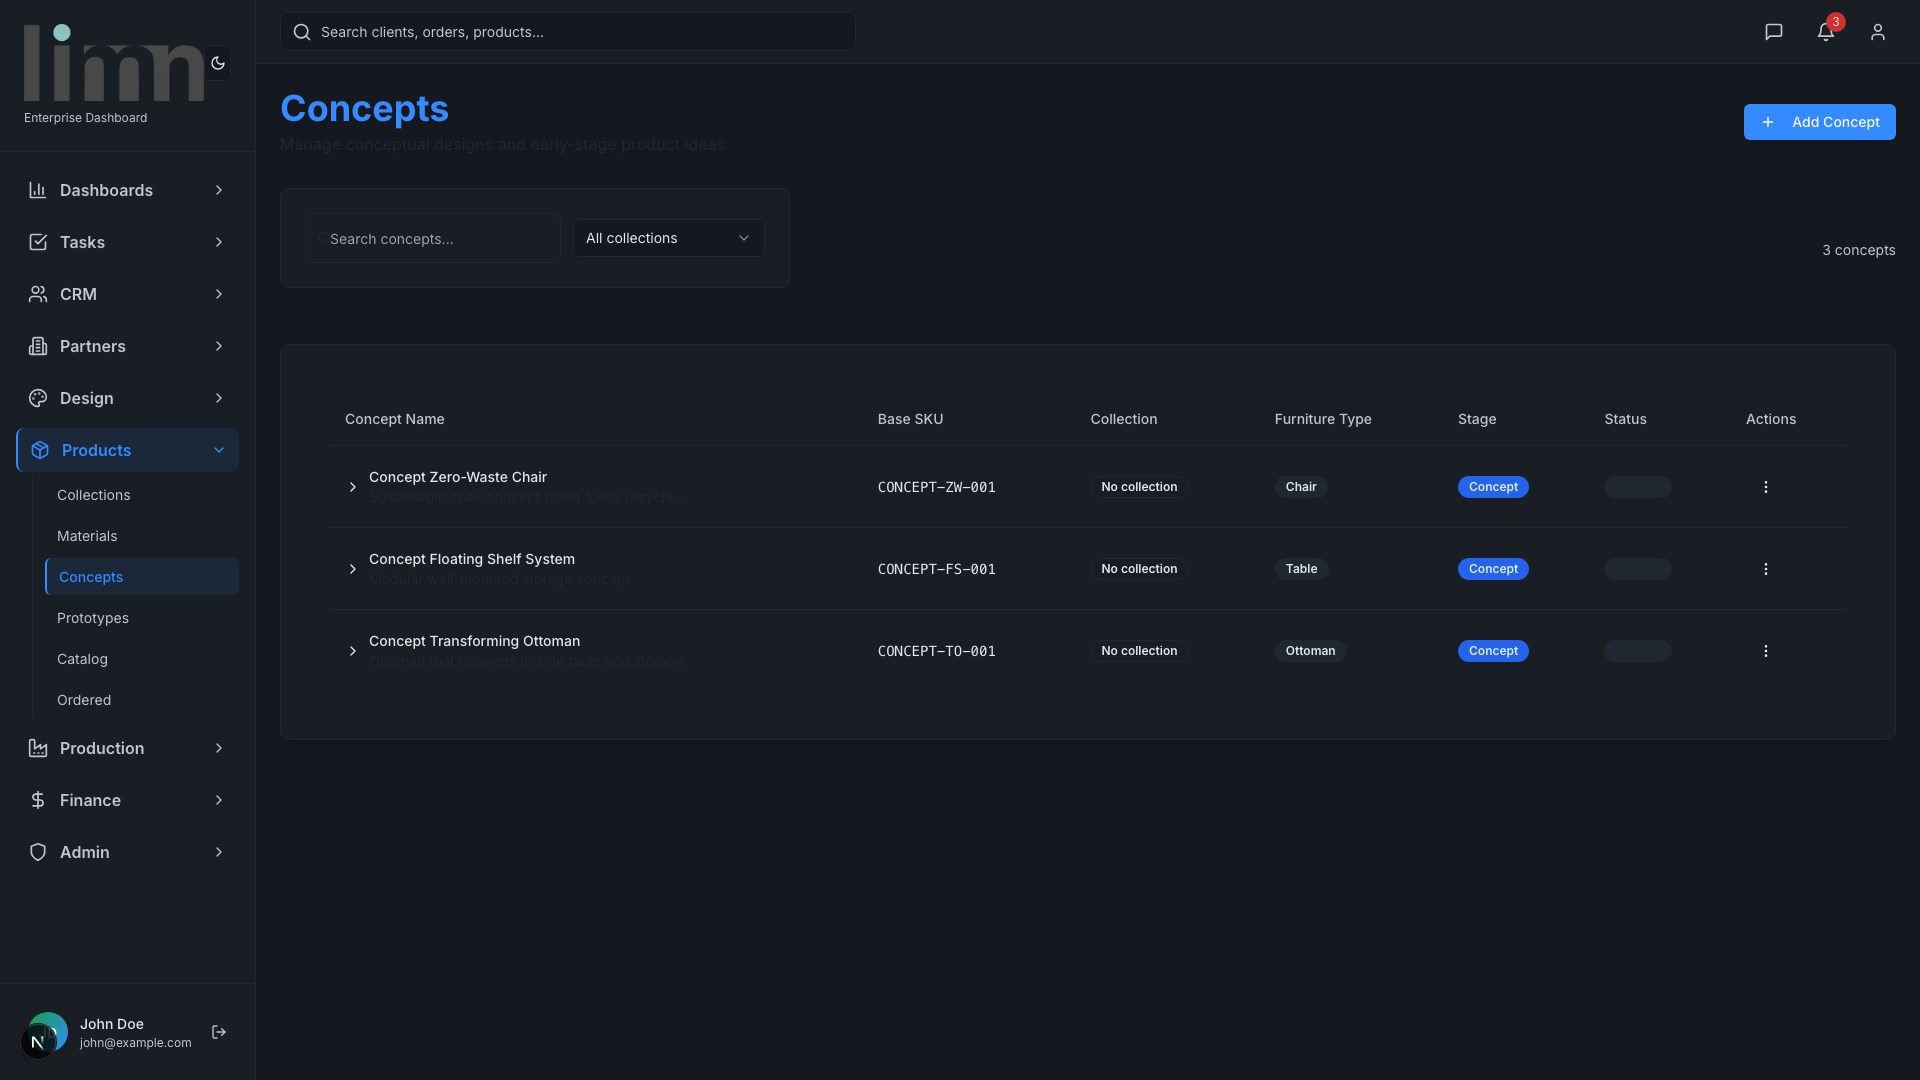 limn
Enterprise Dashboard
Search clients, orders, products...
3
Concepts
Manage conceptual designs and early-stage product ideas
Add Concept
Search concepts...
All collections
3 concepts
Dashboards
Tasks
CRM
Partners
Design
Products
Collections
Materials
Concepts
Prototypes
Catalog
Ordered
Production
Finance
Admin
Concept Name Base SKU Collection Furniture Type Stage Status Actions
Concept Zero-Waste Chair
Sustainable chair concept using 100% recycle...
CONCEPT-ZW-001 No collection Chair Concept
Concept Floating Shelf System
Modular wall-mounted storage concept
CONCEPT-FS-001 No collection Table Concept
Concept Transforming Ottoman
Ottoman that converts to side table and storage
CONCEPT-TO-001 No collection Ottoman Concept
N
John Doe
john@example.com